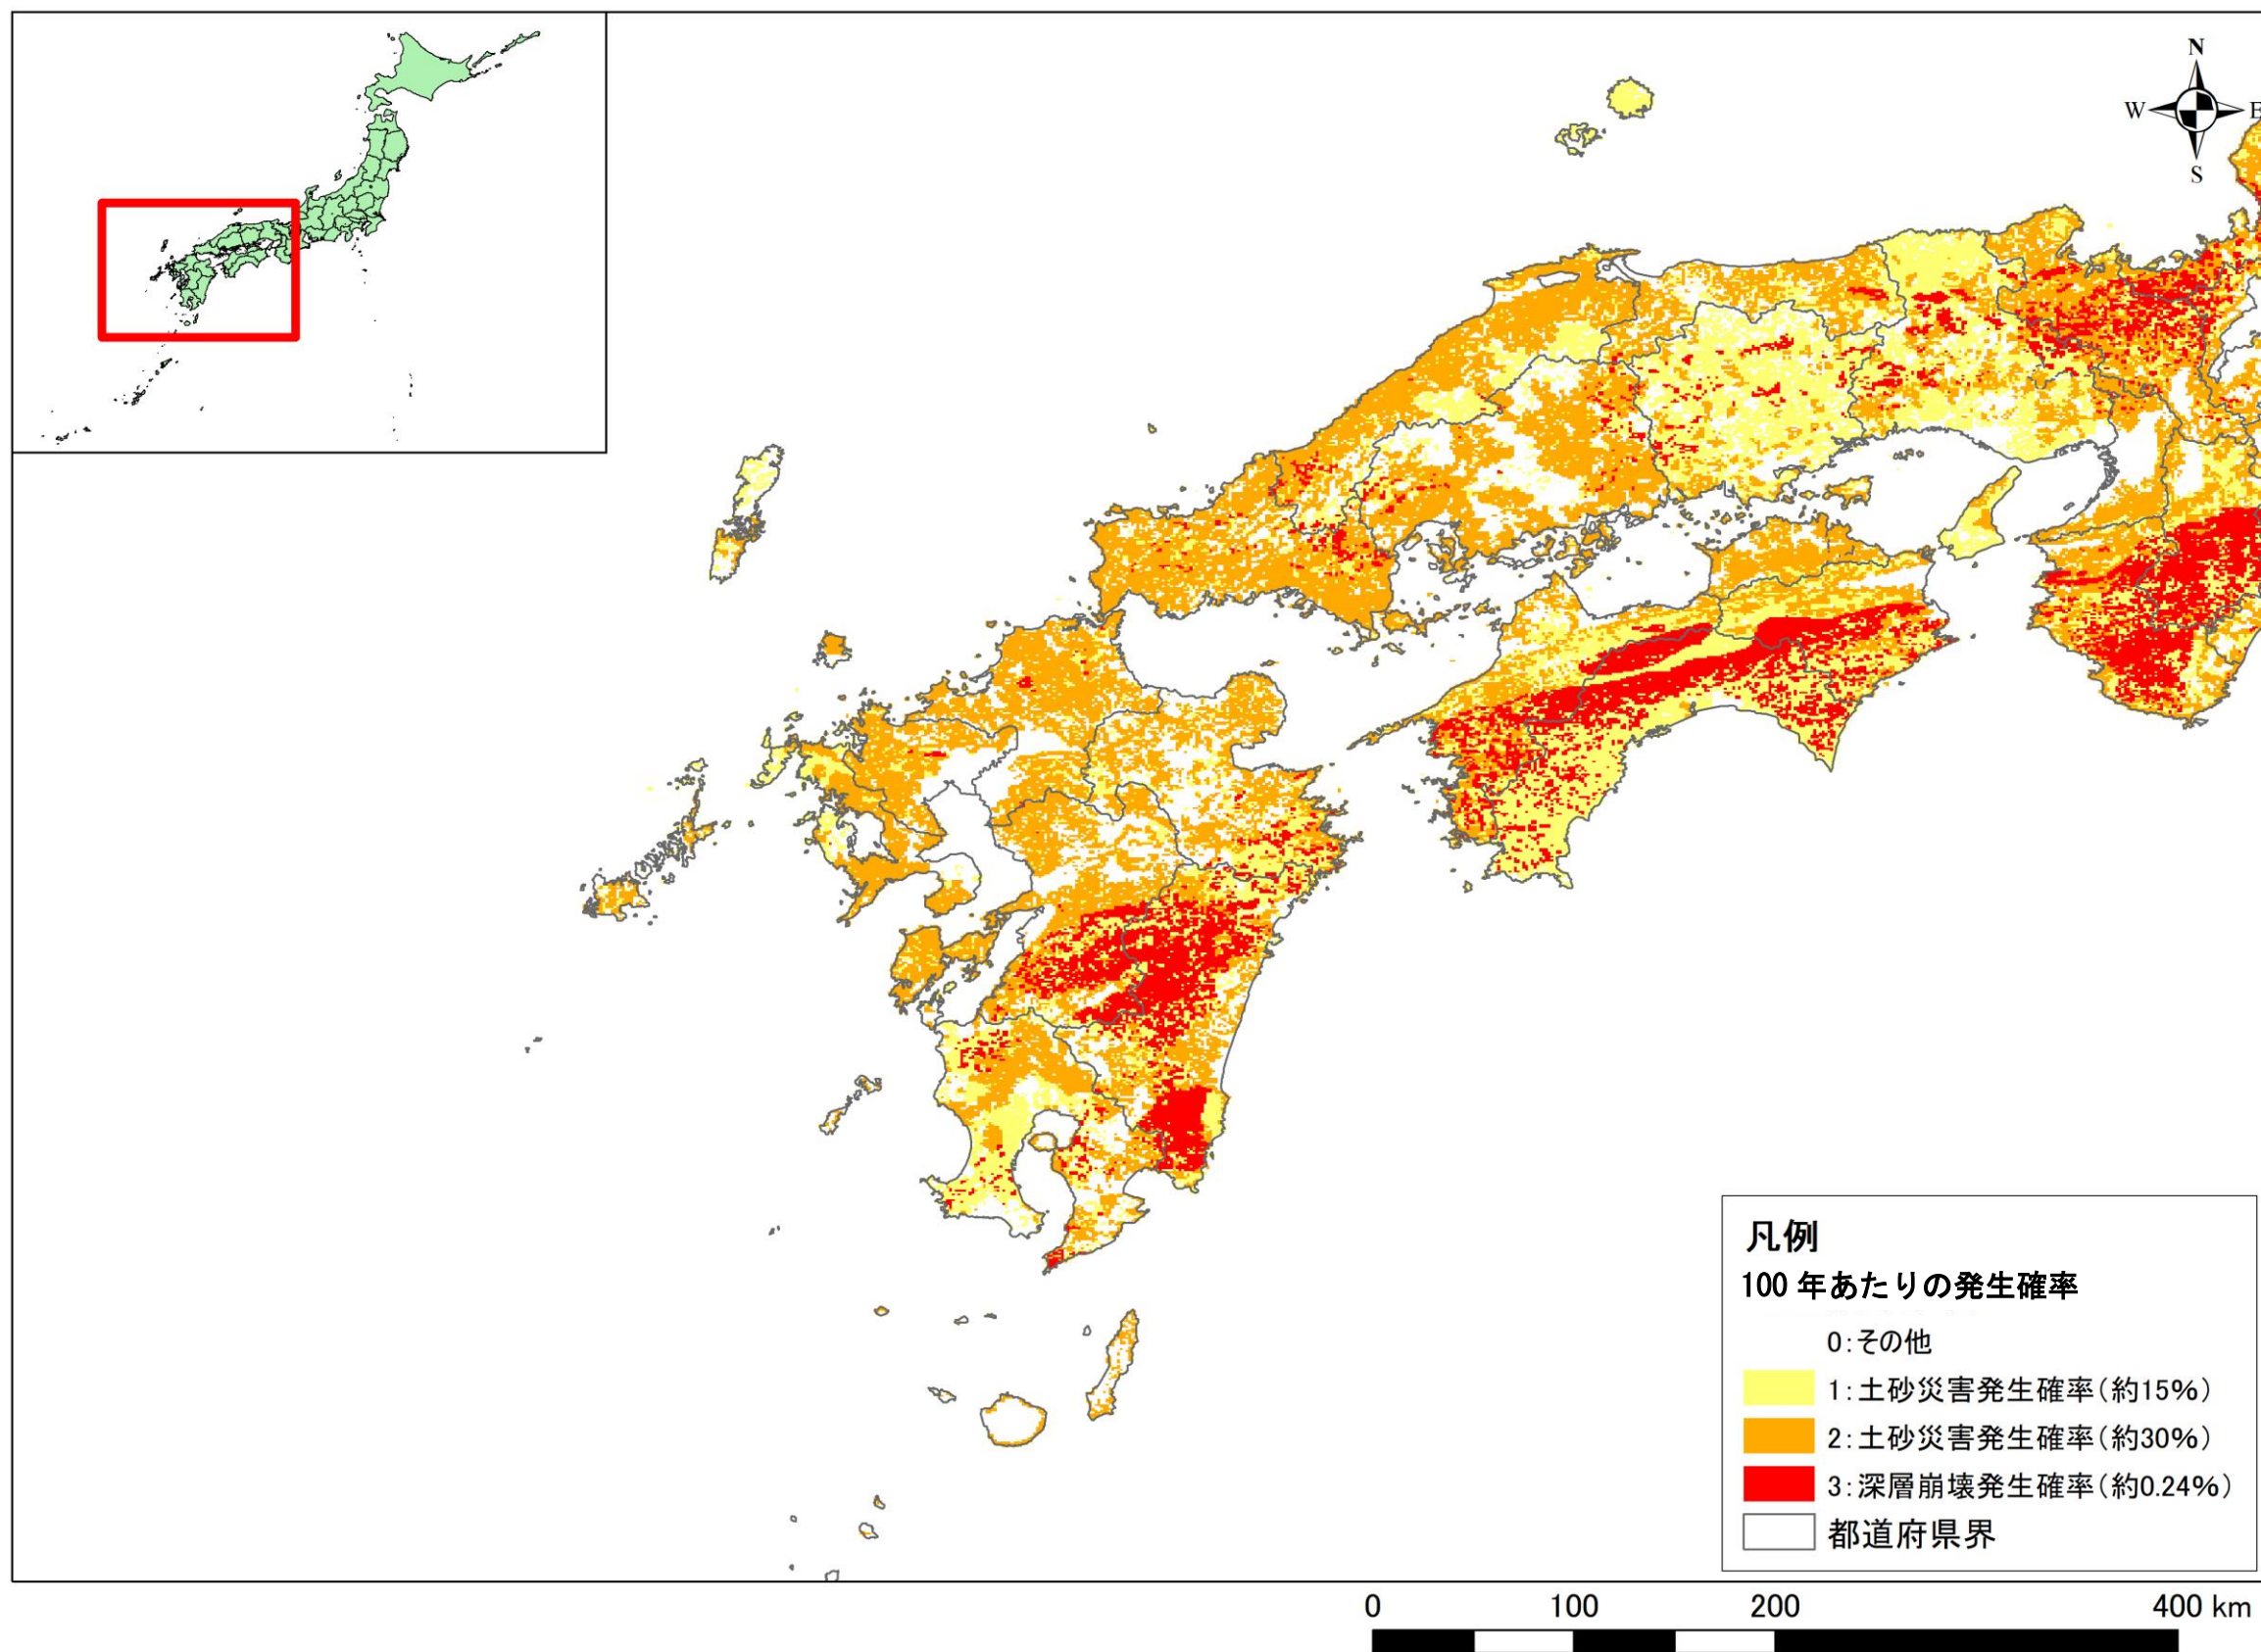 N
W E
S
凡例
100 年あたりの発生確率
0:その他
1:土砂災害発生確率(約15%)
2:土砂災害発生確率(約30%)
3:深層崩壊発生確率(約0.24%)
都道府県界
0 100 200 400 km